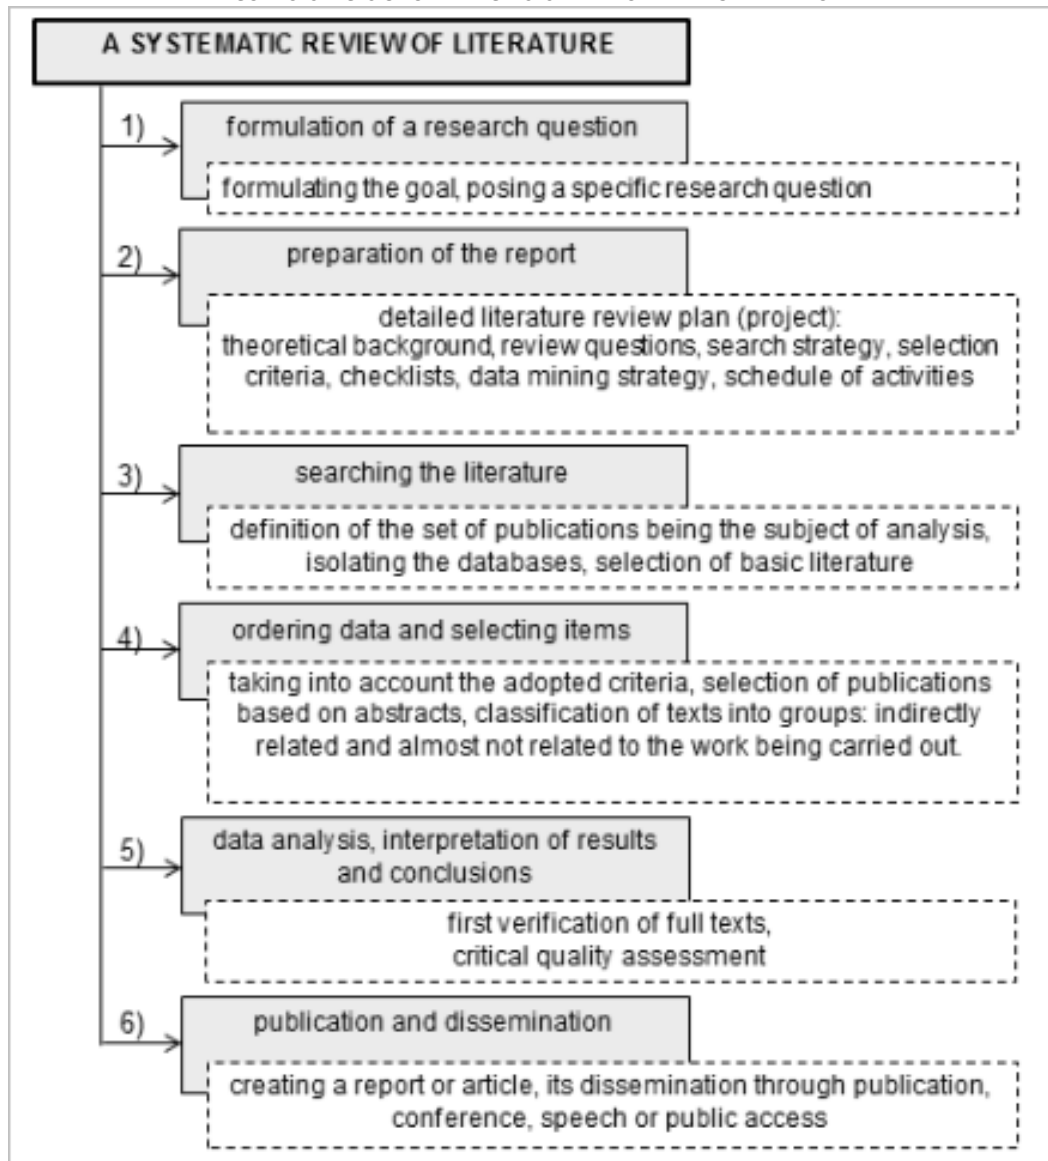 A SYSTEMATIC REVIEW OF LITERATURE
1)
formulation of a research question
formulating the goal, posing a specific research question
2)
preparation of the report
detailed literature review plan (project):
theoretical background, review questions, search strategy, selection
criteria, checklists, data mining strategy, schedule of activities
3)
searching the literature
definition of the set of publications being the subject of analysis,
isolating the databases, selection of basic literature
4)
ordering data and selecting items
taking into account the adopted criteria, selection of publications
based on abstracts, classification of texts into groups: indirectly
related and almost not related to the work being carried out.
5)
data analysis, interpretation of results
and conclusions
first verification of full texts,
critical quality assessment
6)
publication and dissemination
creating a report or article, its dissemination through publication,
conference, speech or public access